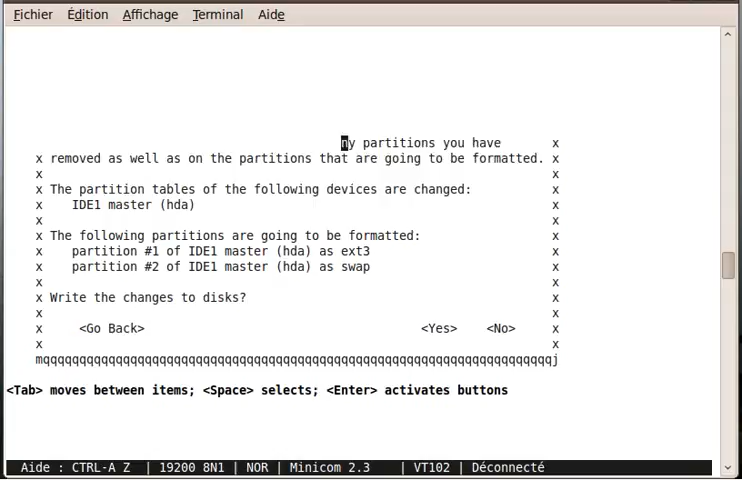 Fichier Édition Affichage Terminal Aide
ny partitions you have x
x removed as well as on the partitions that are going to be formatted. x
x x
x The partition tables of the following devices are changed: x
x IDE1 master (hda) x
x x
x The following partitions are going to be formatted: x
x partition #1 of IDE1 master (hda) as ext3 x
x partition #2 of IDE1 master (hda) as swap x
x x
x Write the changes to disks? x
x x
x <Go Back> <Yes> <No> x
x x
mqqqqqqqqqqqqqqqqqqqqqqqqqqqqqqqqqqqqqqqqqqqqqqqqqqqqqqqqqqqqqqqqqqqqqqj
<Tab> moves between items; <Space> selects; <Enter> activates buttons
Aide : CTRL-A Z | 19200 8N1 | NOR | Minicom 2.3 | VT102 | Déconnecté